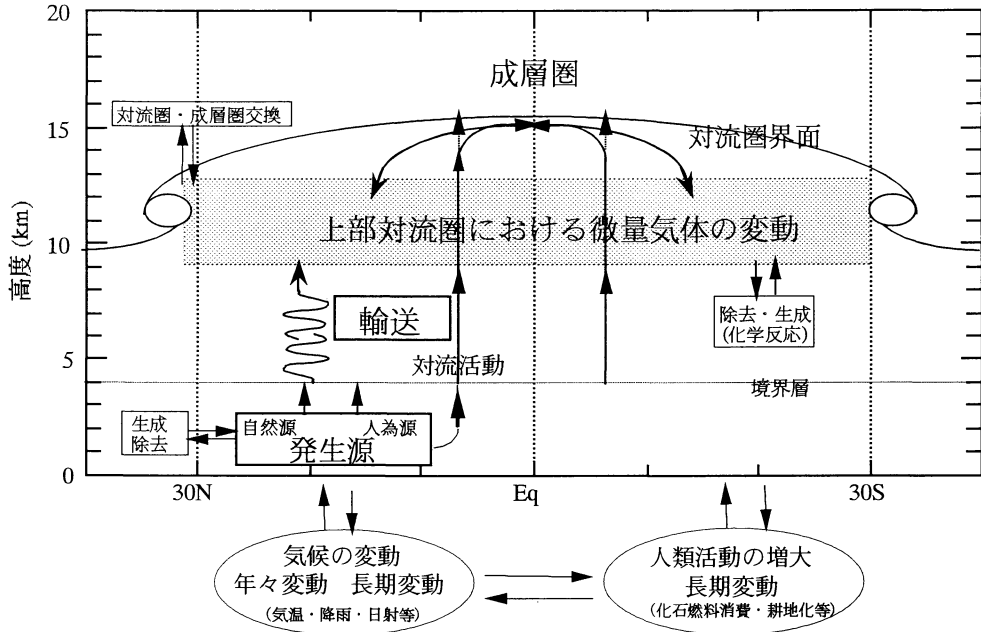 20
15
10
5
0
高度 (km)
成層圏
対流圏・成層圏交換
対流圏界面
上部対流圏における微量気体の変動
輸送
除去・生成
(化学反応)
対流活動
境界層
生成
除去
自然源 人為源
発生源
30N Eq 30S
気候の変動
年々変動 長期変動
(気温・降雨・日射等)
人類活動の増大
長期変動
(化石燃料消費・耕地化等)